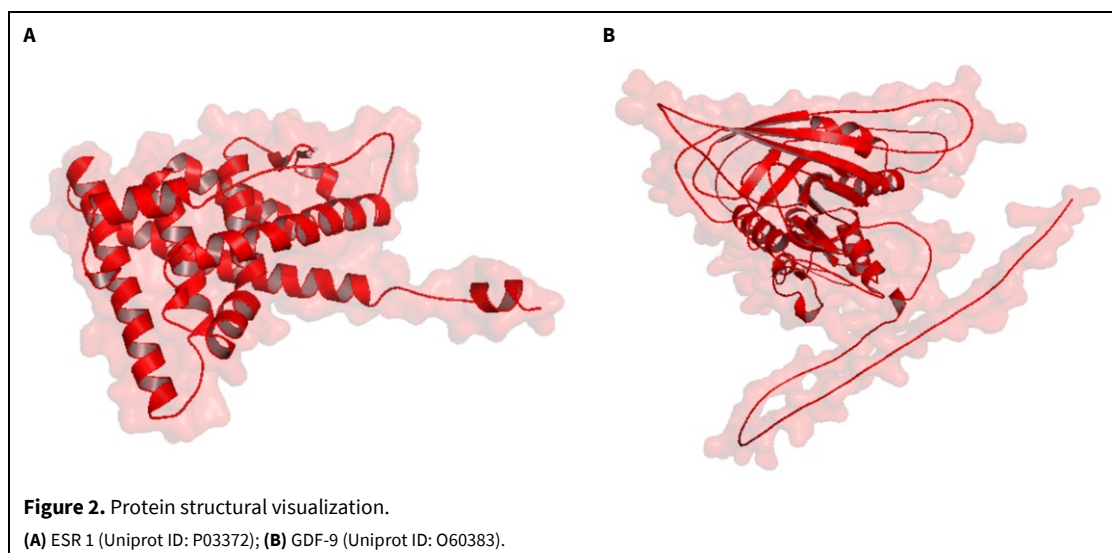 A
B
Figure 2. Protein structural visualization.
(A) ESR 1 (Uniprot ID: P03372); (B) GDF-9 (Uniprot ID: O60383).